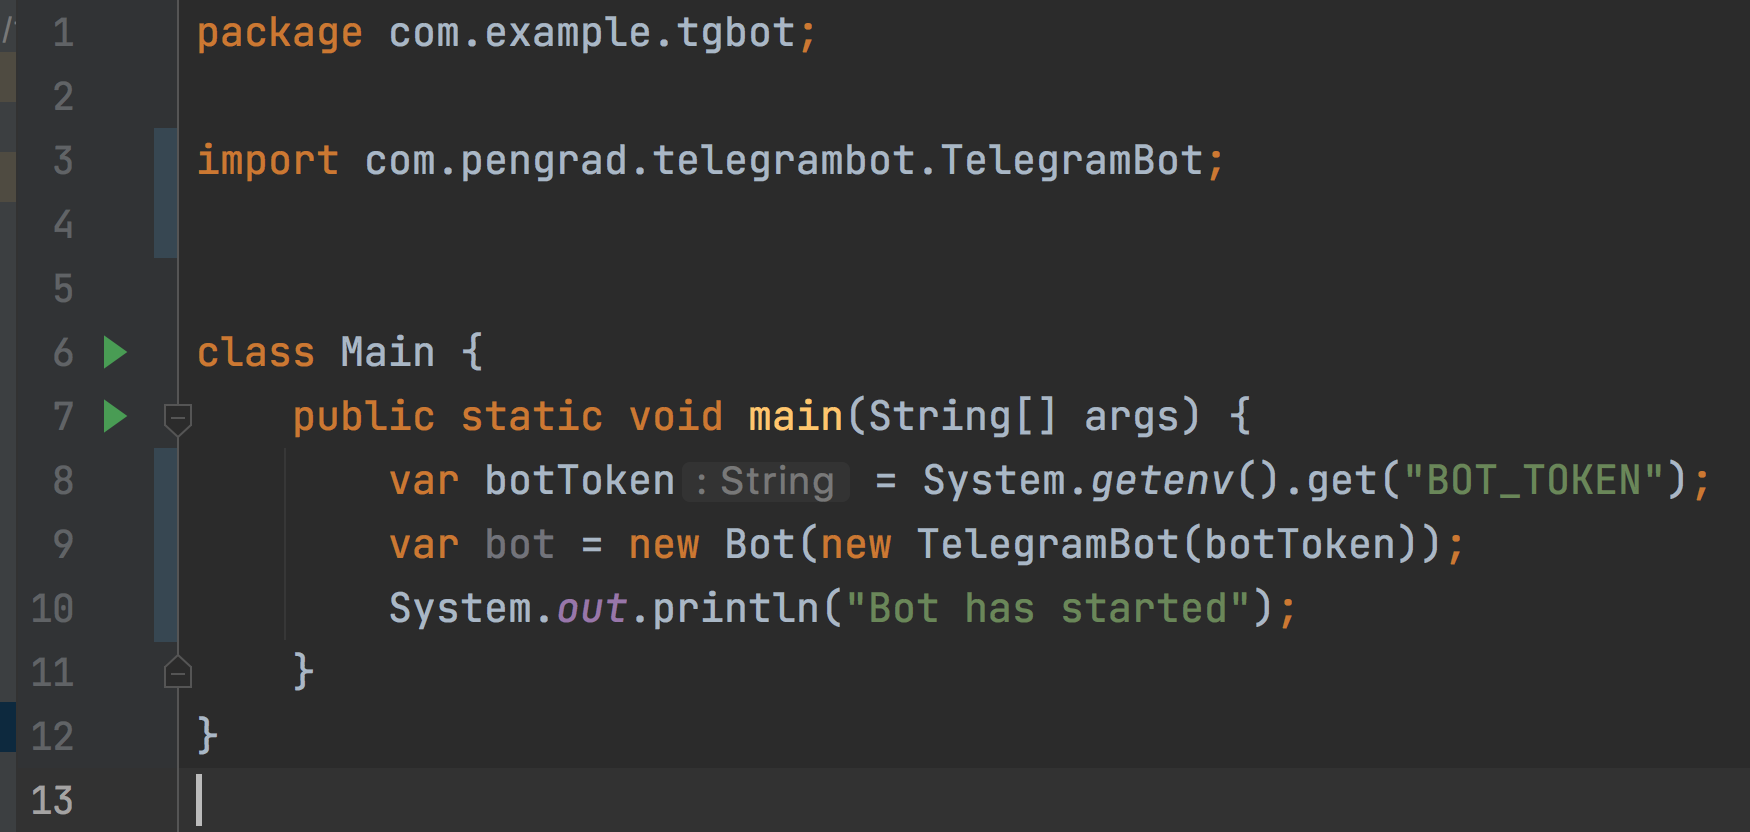 1 package com.example.tgbot;
2
3 import com.pengrad.telegrambot.TelegramBot;
4
5
6 class Main {
7 public static void main(String[] args) {
8 var botToken : String = System.getenv().get("BOT_TOKEN");
9 var bot = new Bot(new TelegramBot(botToken));
10 System.out.println("Bot has started");
11 }
12 }
13